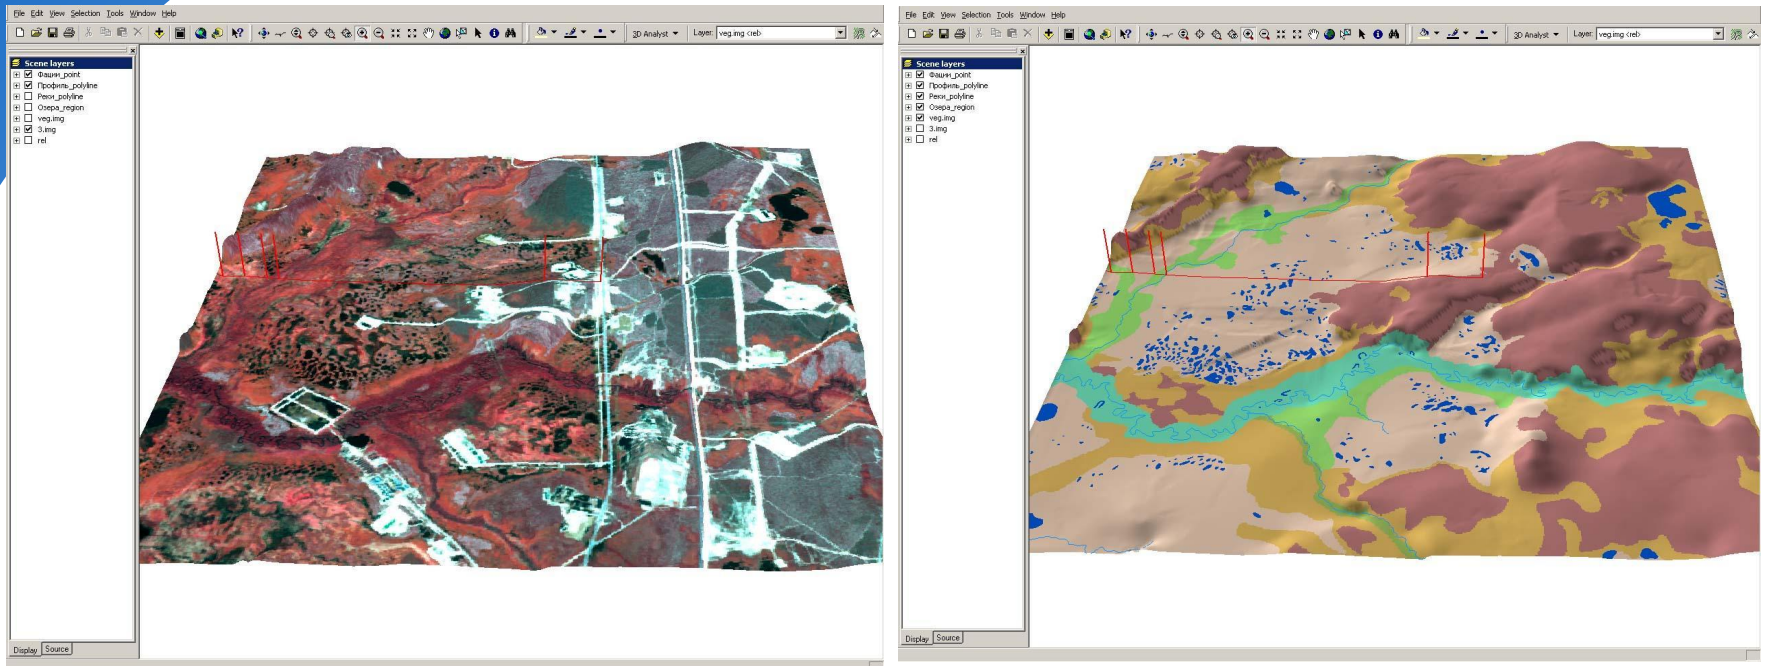 File Edit View Selection Tools Window Help
3D Analyst Layer: veg.img <rel>
Scene layers
Фации_point
Профиль_polyline
Реки_polyline
Озера_region
veg.img
3.img
rel
Display Source
File Edit View Selection Tools Window Help
3D Analyst Layer: veg.img <rel>
Scene layers
Фации_point
Профиль_polyline
Реки_polyline
Озера_region
veg.img
3.img
rel
Display Source